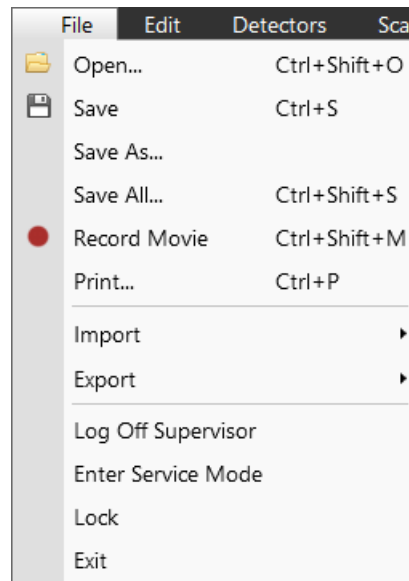 File Edit Detectors Sca
Open... Ctrl+Shift+O
Save Ctrl+S
Save As...
Save All... Ctrl+Shift+S
Record Movie Ctrl+Shift+M
Print... Ctrl+P
Import
Export
Log Off Supervisor
Enter Service Mode
Lock
Exit